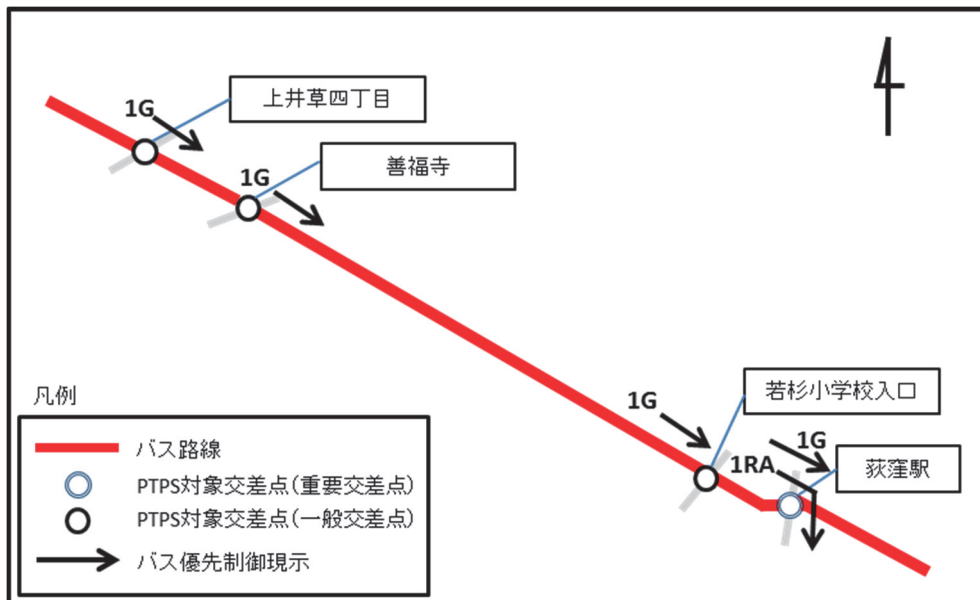 1G
上井草四丁目
1G
善福寺
1G
若杉小学校入口
1G
1RA
荻窪駅
凡例
バス路線
PTPS対象交差点(重要交差点)
PTPS対象交差点(一般交差点)
バス優先制御現示